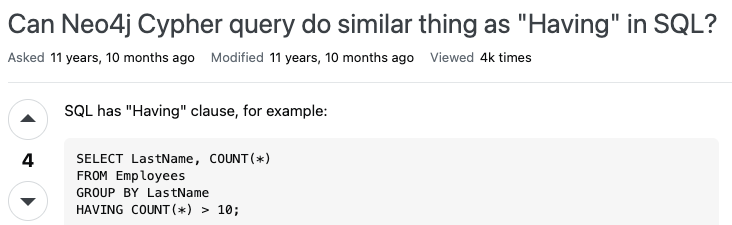 Can Neo4j Cypher query do similar thing as "Having" in SQL?
Asked 11 years, 10 months ago Modified 11 years, 10 months ago Viewed 4k times
SQL has "Having" clause, for example:
4
SELECT LastName, COUNT(*)
FROM Employees
GROUP BY LastName
HAVING COUNT(*) > 10;